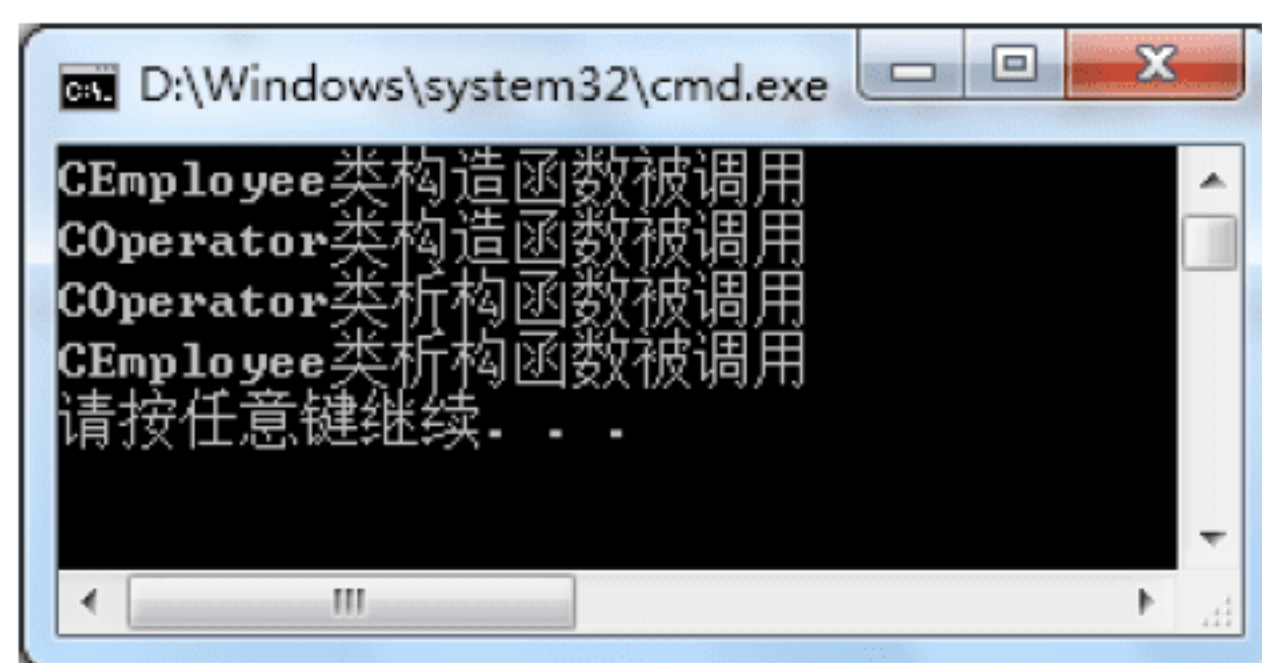 D:\Windows\system32\cmd.exe
CEmployee类构造函数被调用
COperator类构造函数被调用
COperator类析构函数被调用
CEmployee类析构函数被调用
请按任意键继续. . .